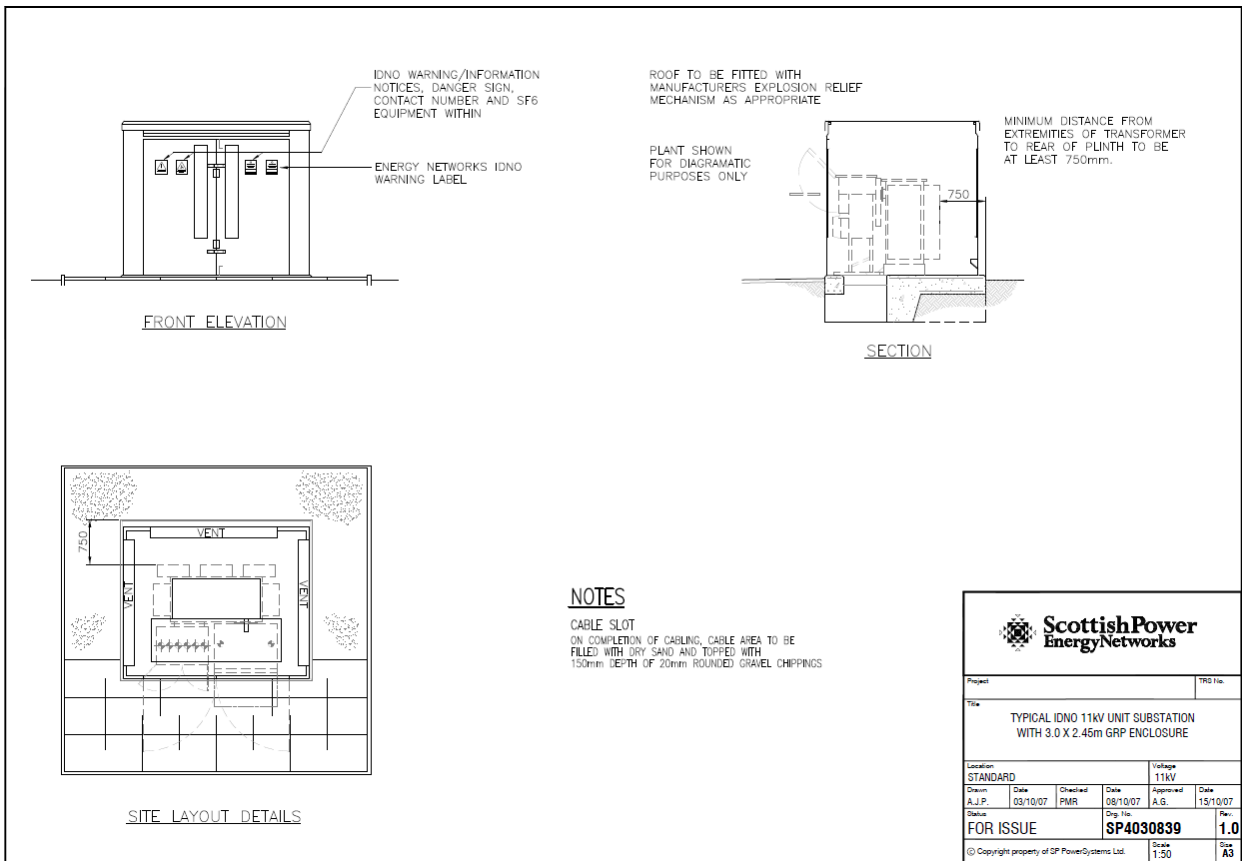 IDNO WARNING/INFORMATION
NOTICES, DANGER SIGN,
CONTACT NUMBER AND SF6
EQUIPMENT WITHIN
ENERGY NETWORKS IDNO
WARNING LABEL
FRONT ELEVATION
ROOF TO BE FITTED WITH
MANUFACTURERS EXPLOSION RELIEF
MECHANISM AS APPROPRIATE
PLANT SHOWN
FOR DIAGRAMATIC
PURPOSES ONLY
MINIMUM DISTANCE FROM
EXTREMITIES OF TRANSFORMER
TO REAR OF PLINTH TO BE
AT LEAST 750mm.
750
SECTION
750
VENT
VENT
VENT
SITE LAYOUT DETAILS
NOTES
CABLE SLOT
ON COMPLETION OF CABLING, CABLE AREA TO BE
FILLED WITH DRY SAND AND TOPPED WITH
150mm DEPTH OF 20mm ROUNDED GRAVEL CHIPPINGS
ScottishPower
EnergyNetworks
Project TRS No.
Title
TYPICAL IDNO 11kV UNIT SUBSTATION
WITH 3.0 X 2.45m GRP ENCLOSURE
Location Voltage
STANDARD 11kV
Drawn Date Checked Date Approved Date
A.J.P. 03/10/07 PMR 08/10/07 A.G. 15/10/07
Status Drg. No. Rev.
FOR ISSUE SP4030839 1.0
© Copyright property of SP PowerSystems Ltd. Scale Size
1:50 A3